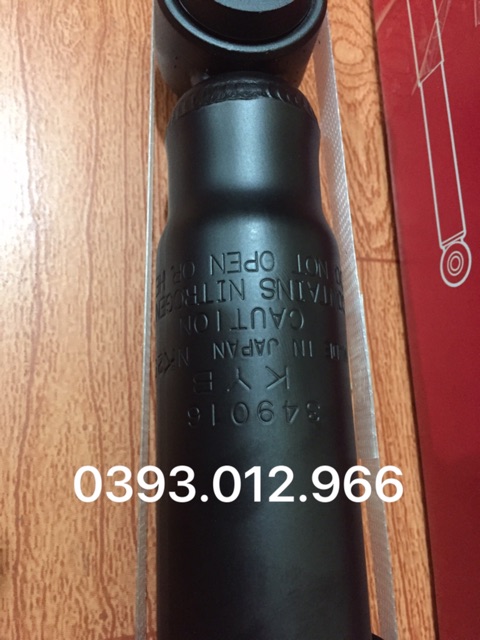 349016
KYB
IN JAPAN
CAUTION
NITROGEN
NOT OPEN OR
0393.012.966